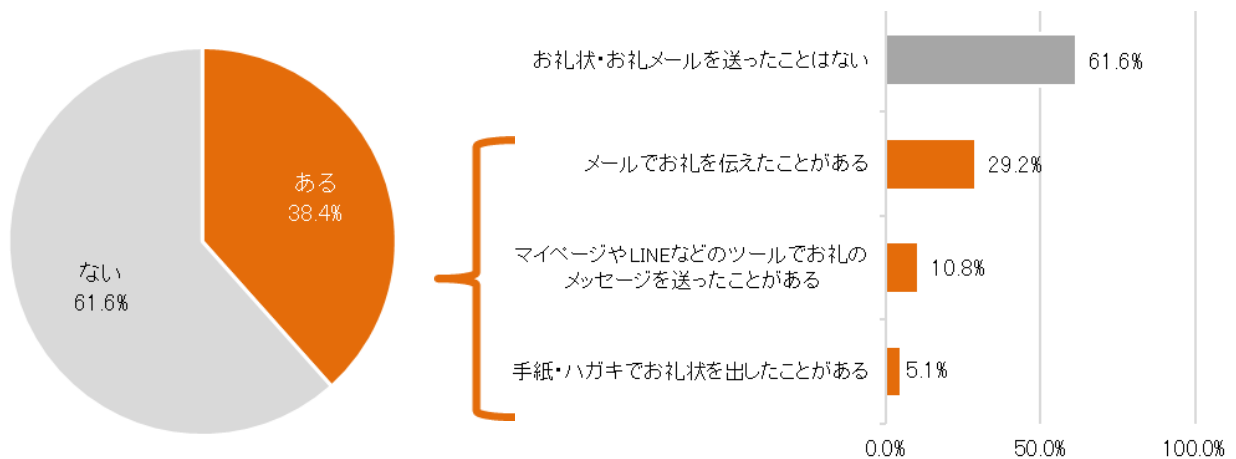 ある
38.4%
ない
61.6%
お礼状・お礼メールを送ったことはない
61.6%
メールでお礼を伝えたことがある
29.2%
マイページやLINEなどのツールでお礼の
メッセージを送ったことがある
10.8%
手紙・ハガキでお礼状を出したことがある
5.1%
0.0%
50.0%
100.0%